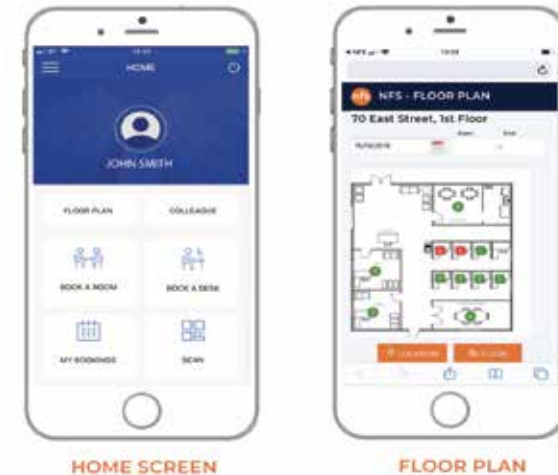 HOME
JOHN SMITH
FLOOR PLAN
COLLEAGUE
BOOK A ROOM
BOOK A DESK
MY BOOKINGS
SCAN
HOME SCREEN
nfs
NFS - FLOOR PLAN
70 East Street, 1st Floor
LOCATION
FLOOR
FLOOR PLAN